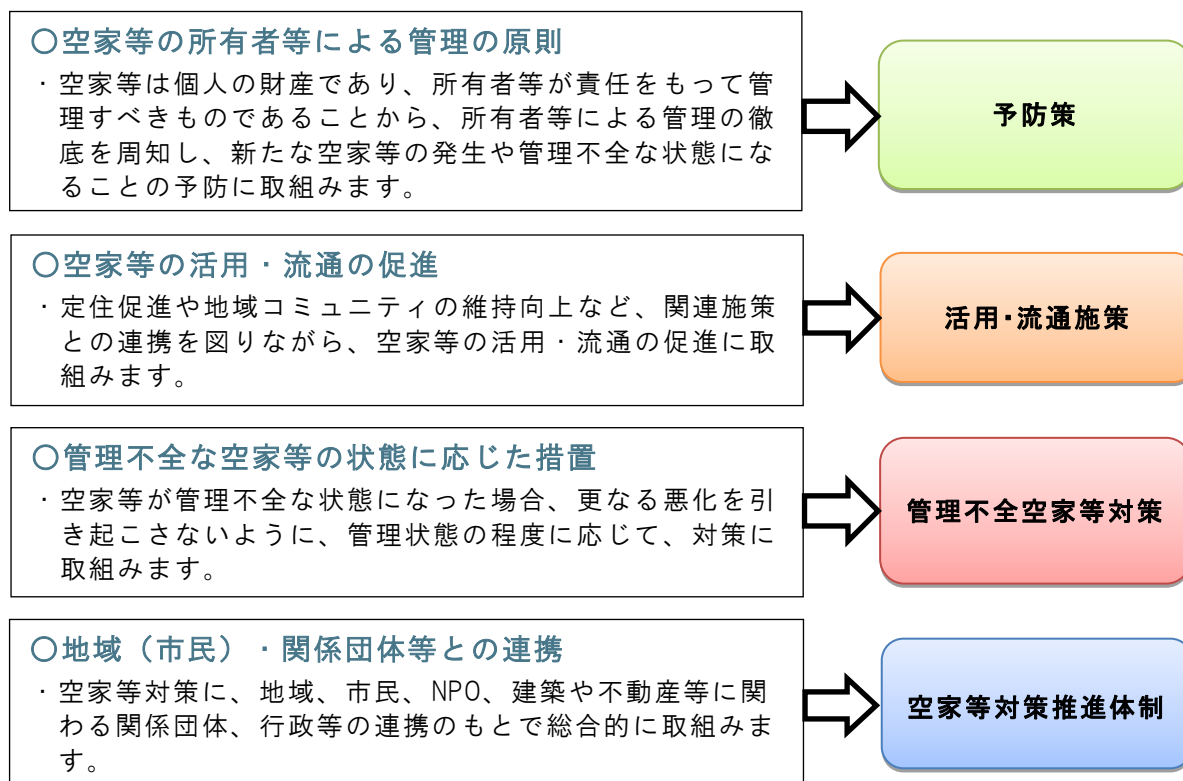 〇空家等の所有者等による管理の原則
・空家等は個人の財産であり、所有者等が責任をもって管
理すべきものであることから、所有者等による管理の徹
底を周知し、新たな空家等の発生や管理不全な状態にな
ることの予防に取組みます。
予防策
〇空家等の活用・流通の促進
・定住促進や地域コミュニティの維持向上など、関連施策
との連携を図りながら、空家等の活用・流通の促進に取
組みます。
活用・流通施策
〇管理不全な空家等の状態に応じた措置
・空家等が管理不全な状態になった場合、更なる悪化を引
き起こさないように、管理状態の程度に応じて、対策に
取組みます。
管理不全空家等対策
〇地域（市民）・関係団体等との連携
・空家等対策に、地域、市民、NPO、建築や不動産等に関
わる関係団体、行政等の連携のもとで総合的に取組みま
す。
空家等対策推進体制